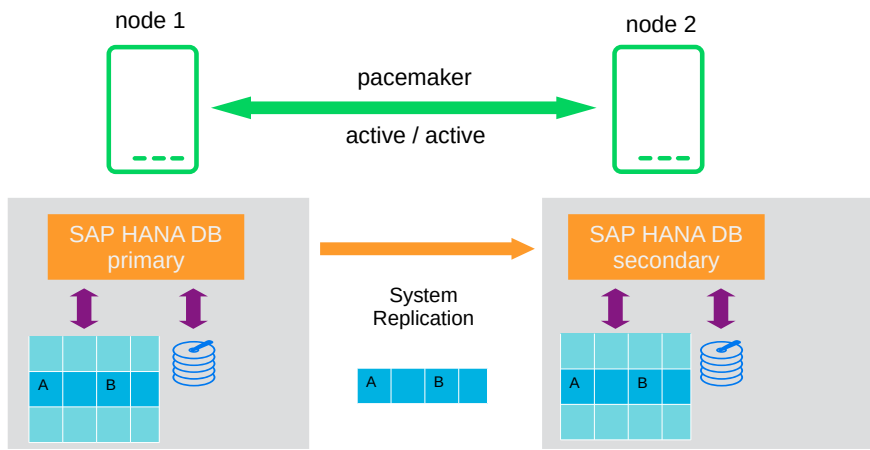 node 1
node 2
pacemaker
active / active
SAP HANA DB
primary
SAP HANA DB
secondary
System
Replication
A B
A B
A B